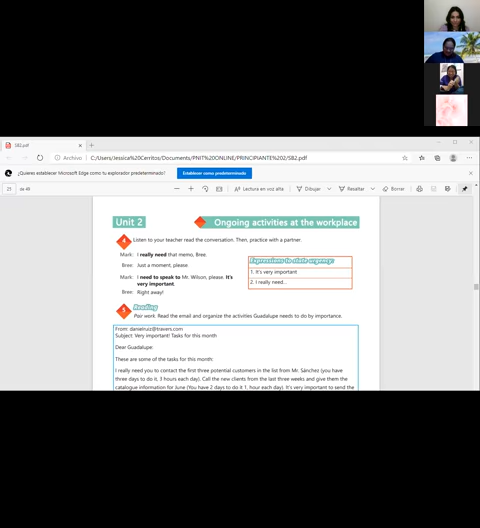 SB2.pdf
Archivo
C:/Users/Jessica%20Cerritos/Documents/PNIT%20ONLINE/PRINCIPIANTE%202/SB2.pdf
¿Quieres establecer Microsoft Edge como tu explorador predeterminado?
Establecer como predeterminado
23 de 48
Lectura en voz alta
Dibujar
Resaltar
Borrar
Unit 2
Ongoing activities at the workplace
4 Listen to your teacher read the conversation. Then, practice with a partner.
Mark: I really need that memo, Bree.
Bree: Just a moment, please.
Mark: I need to speak to Mr. Wilson, please. It's
very important.
Bree: Right away!
Expressions to state urgency:
1. It's very important
2. I really need...
5 Reading
Pair work. Read the email and organize the activities Guadalupe needs to do by importance.
From: danielruiz@travers.com
Subject: Very important! Tasks for this month
Dear Guadalupe:
These are some of the tasks for this month:
I really need you to contact the first three potential customers in the list from Mr. Sánchez (you have
three days to do it, 3 hours each day). Call the new clients from the last three weeks and give them the
catalogue information for June (You have 2 days to do it 1, hour each day). It's very important to send the